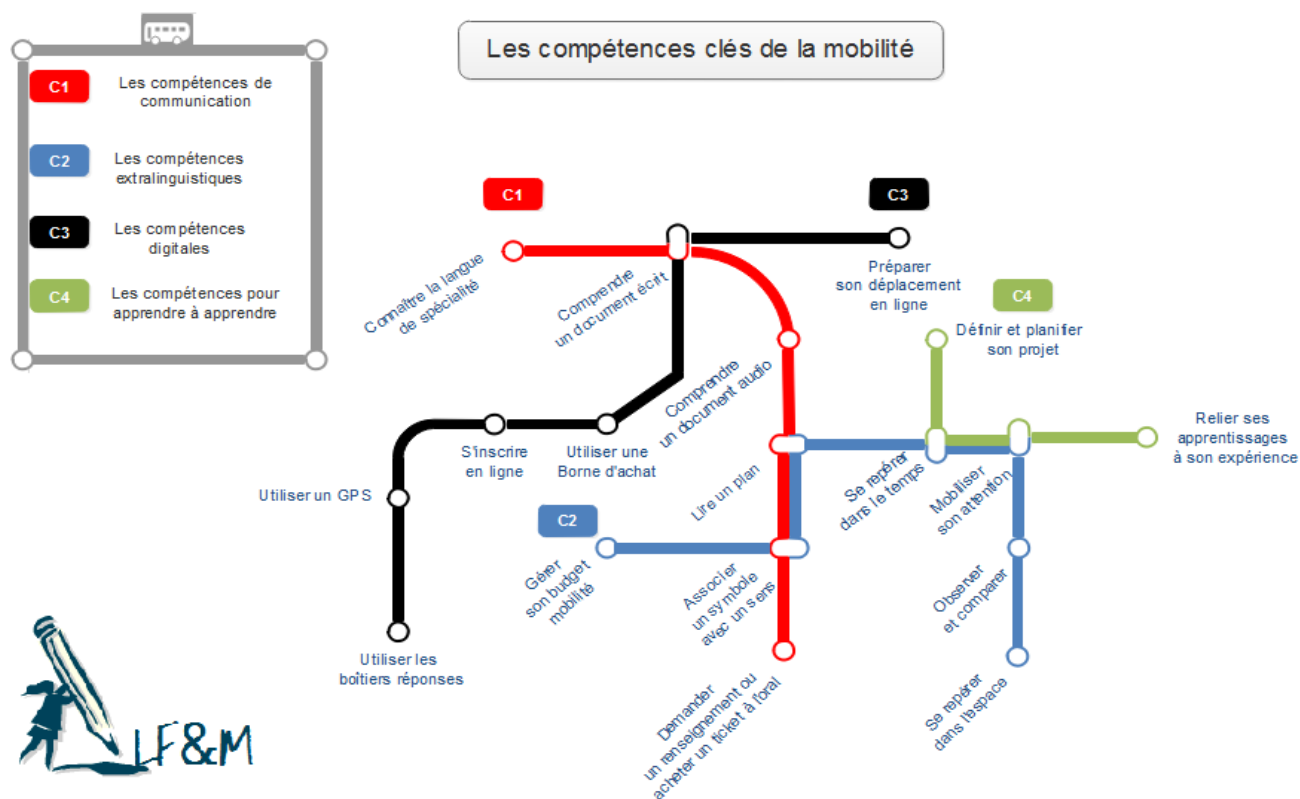 Les compétences clés de la mobilité
C1
Les compétences de
communication
C2
Les compétences
extralinguistiques
C3
Les compétences
digitales
C4
Les compétences pour
apprendre à apprendre
C1
C3
Connaître la langue
de spécialité
Comprendre
un document écrit
Préparer
son déplacement
en ligne
C4
Définir et planifier
son projet
Comprendre
un document audio
S'inscrire
en ligne
Utiliser une
Borne d'achat
Relier ses
apprentissages
à son expérience
Utiliser un GPS
Lire un plan
Se repérer
dans le temps
Mobiliser
son attention
C2
Gérer
son budget
mobilité
Associer
un symbole
avec un sens
Observer
et comparer
Utiliser les
boîtiers réponses
Demander
un renseignement ou
acheter un ticket à l'oral
Se repérer
dans l'espace
LF&M